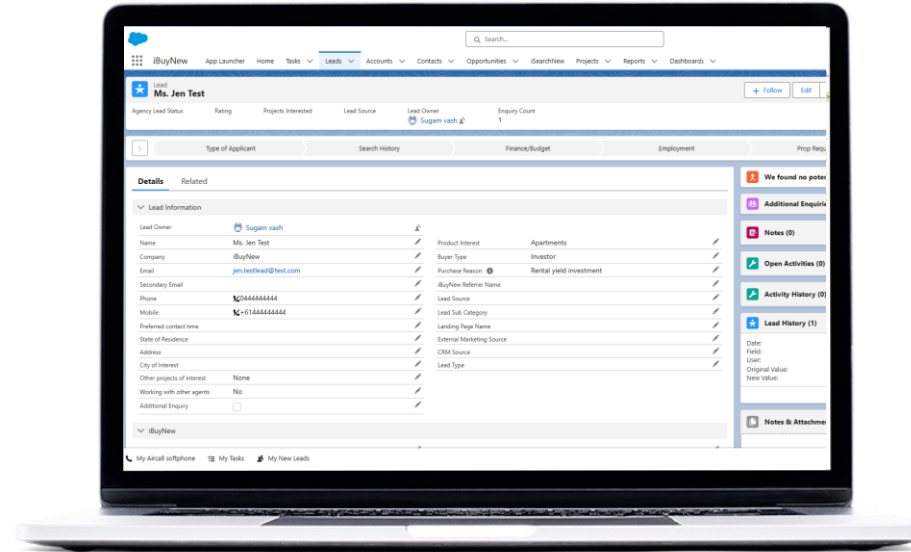 Search...
iBuyNew App Launcher Home Tasks Leads Accounts Contacts Opportunities iSearchNew Projects Reports Dashboards
Lead
Ms. Jen Test
+ Follow Edit
Agency Lead Status Rating Projects Interested Lead Source Lead Owner Enquiry Count
Sugam vash 1
Type of Applicant Search History Finance/Budget Employment Prop Requ
Details Related
Lead Information
Lead Owner Sugam vash
Name Ms. Jen Test
Company iBuyNew
Email jen.testlead@test.com
Secondary Email
Phone 0444444444
Mobile +61444444444
Preferred contact time
State of Residence
Address
City of Interest
Other projects of interest None
Working with other agents No
Additional Enquiry
Product Interest Apartments
Buyer Type Investor
Purchase Reason Rental yield investment
iBuyNew Referrer Name
Lead Source
Lead Sub Category
Landing Page Name
External Marketing Source
CRM Source
Lead Type
iBuyNew
We found no poten
Additional Enquirie
Notes (0)
Open Activities (0)
Activity History (0)
Lead History (1)
Date:
Field:
User:
Original Value:
New Value:
Notes & Attachme
My Aircall softphone My Tasks My New Leads